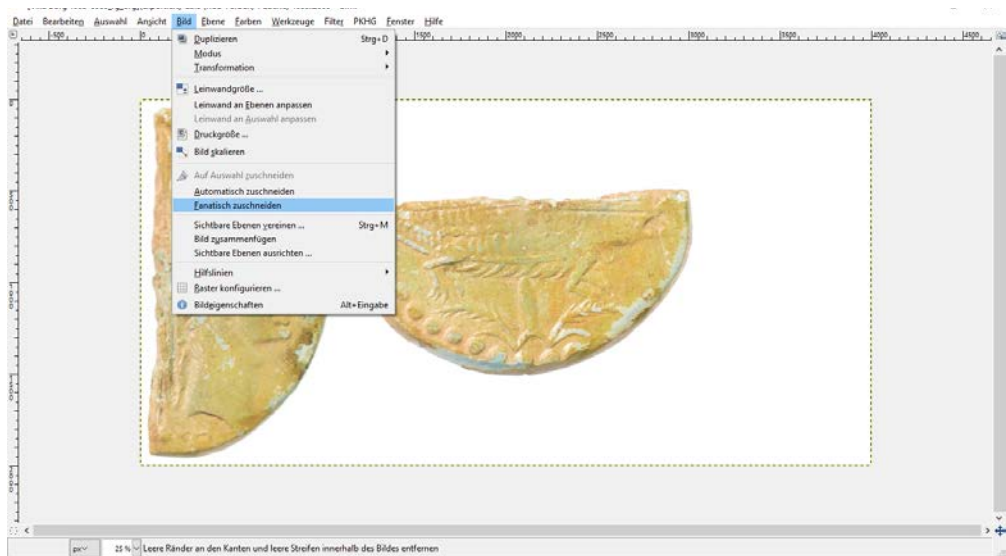 Datei Bearbeiten Auswahl Ansicht Bild Ebene Farben Werkzeuge Filter PKHG Fenster Hilfe
Duplizieren Strg+D
Modus
Transformation
Leinwandgröße ...
Leinwand an Ebenen anpassen
Leinwand an Auswahl anpassen
Druckgröße ...
Bild skalieren
Auf Auswahl zuschneiden
Automatisch zuschneiden
Fanatisch zuschneiden
Sichtbare Ebenen vereinen ... Strg+M
Bild zusammenfügen
Sichtbare Ebenen ausrichten ...
Hilfslinien
Raster konfigurieren ...
Bildeigenschaften Alt+Eingabe
px 25 % Leere Ränder an den Kanten und leere Streifen innerhalb des Bildes entfernen